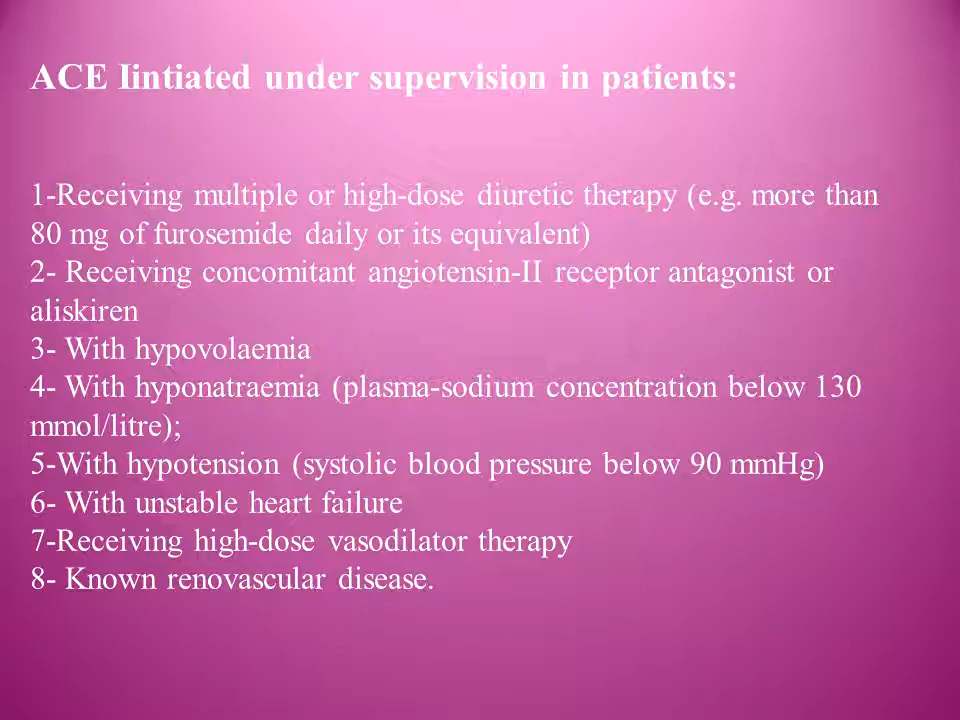 ACE Iintiated under supervision in patients:
1-Receiving multiple or high-dose diuretic therapy (e.g. more than
80 mg of furosemide daily or its equivalent)
2- Receiving concomitant angiotensin-II receptor antagonist or
aliskiren
3- With hypovolaemia
4- With hyponatraemia (plasma-sodium concentration below 130
mmol/litre);
5-With hypotension (systolic blood pressure below 90 mmHg)
6- With unstable heart failure
7-Receiving high-dose vasodilator therapy
8- Known renovascular disease.